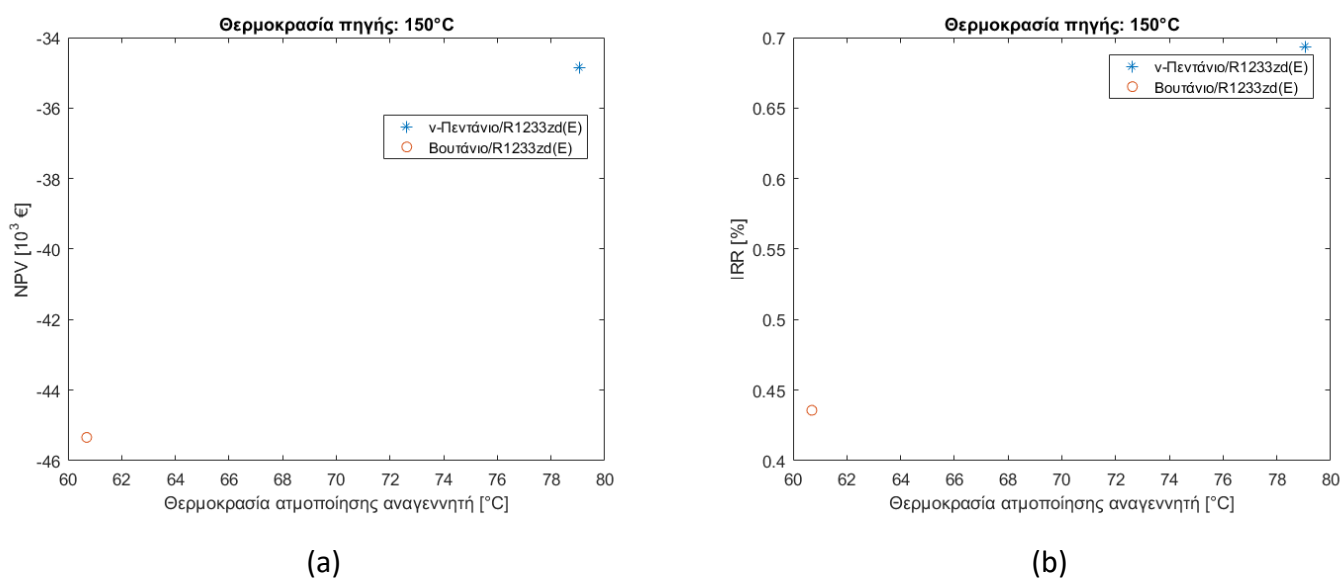 Θερμοκρασία πηγής: 150°C
-34
-36
-38
-40
-42
-44
-46
NPV [10³ €]
ν-Πεντάνιο/R1233zd(E)
Βουτάνιο/R1233zd(E)
60 62 64 66 68 70 72 74 76 78 80
Θερμοκρασία ατμοποίησης αναγεννητή [°C]
(a)
Θερμοκρασία πηγής: 150°C
0.7
0.65
0.6
0.55
0.5
0.45
0.4
IRR [%]
ν-Πεντάνιο/R1233zd(E)
Βουτάνιο/R1233zd(E)
60 62 64 66 68 70 72 74 76 78 80
Θερμοκρασία ατμοποίησης αναγεννητή [°C]
(b)